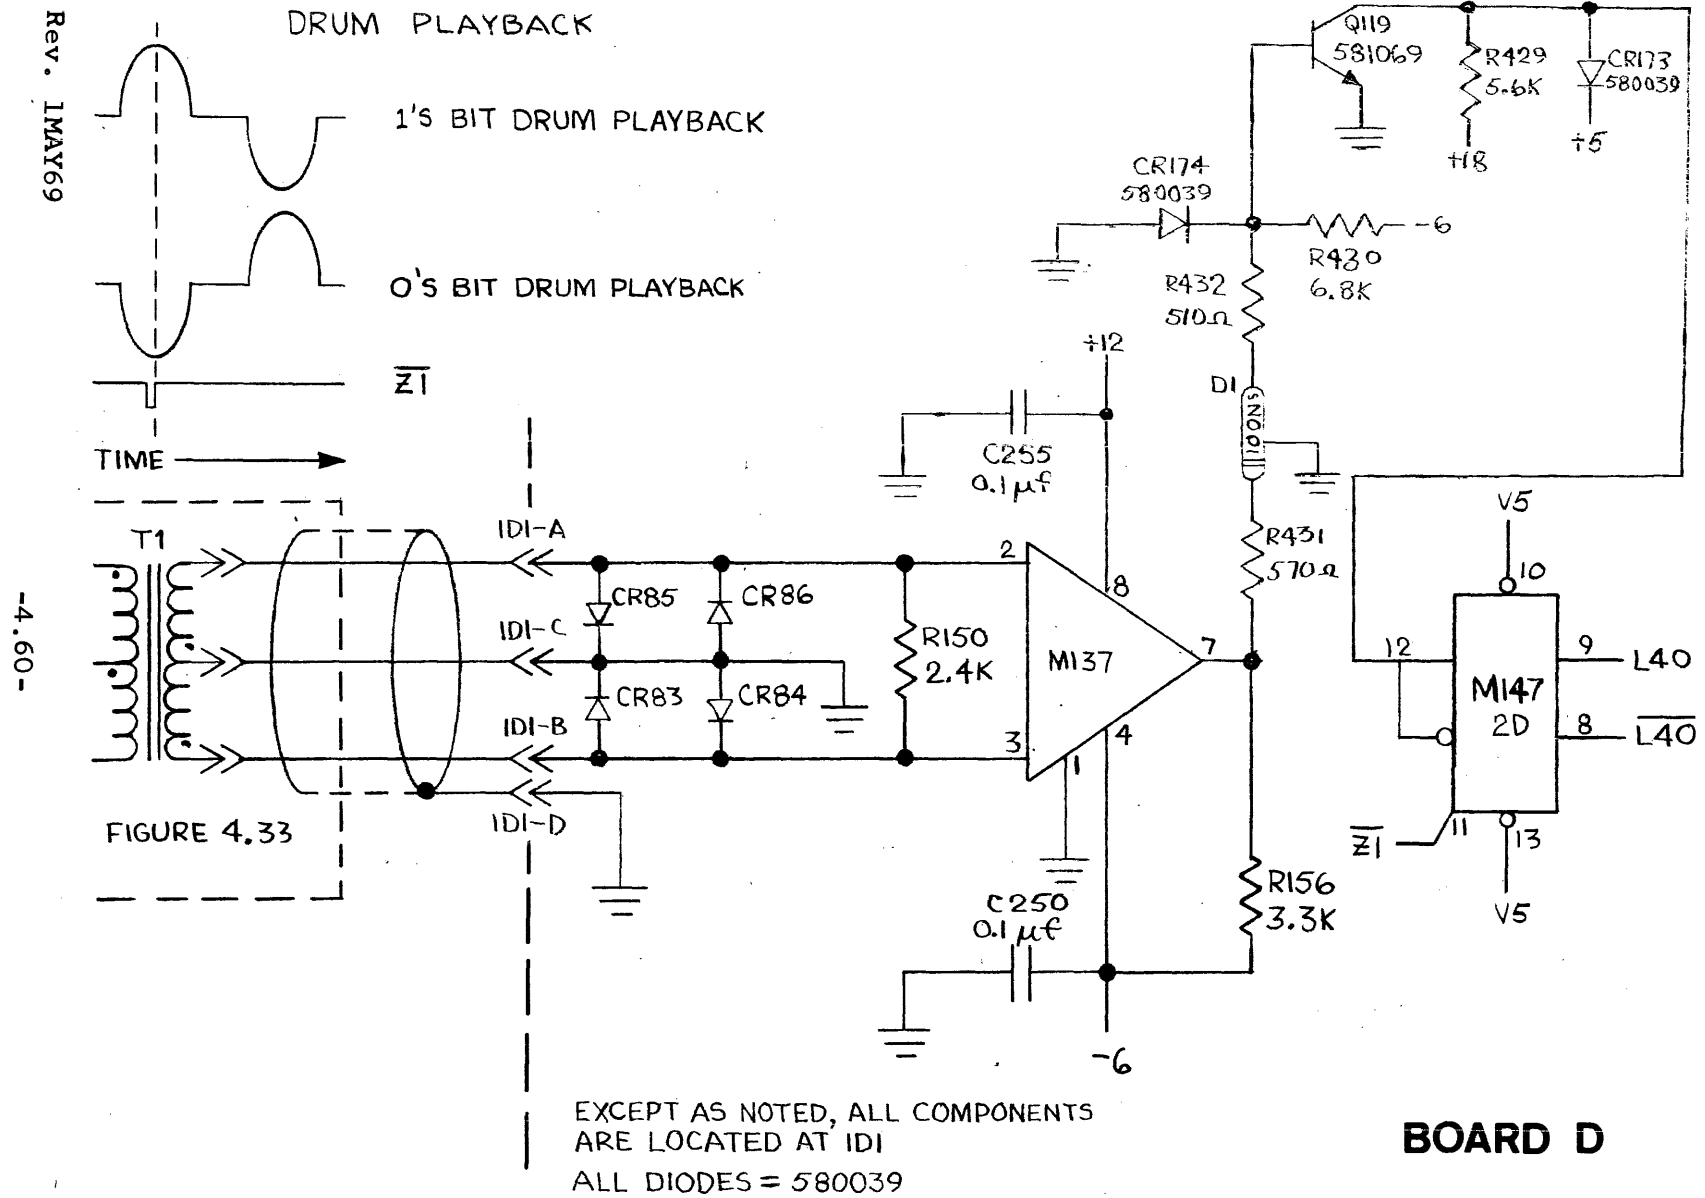 DRUM PLAYBACK
Rev. 1MAY69
1'S BIT DRUM PLAYBACK
0'S BIT DRUM PLAYBACK
Z1
TIME
Q119
581069
R429
5.6K
+18
CR173
580039
+5
CR174
580039
-6
R430
6.8K
R432
510Ω
+12
D1
SN001
C255
0.1μf
R431
570Ω
V5
10
T1
1D1-A
1D1-C
1D1-B
1D1-D
CR85
CR86
CR83
CR84
R150
2.4K
2
3
8
M137
7
4
1
12
M147
2D
9
L40
8
L40
11
13
Z1
V5
-4.60-
FIGURE 4.33
R156
3.3K
C250
0.1μf
-6
EXCEPT AS NOTED, ALL COMPONENTS
ARE LOCATED AT 1D1
ALL DIODES = 580039
BOARD D